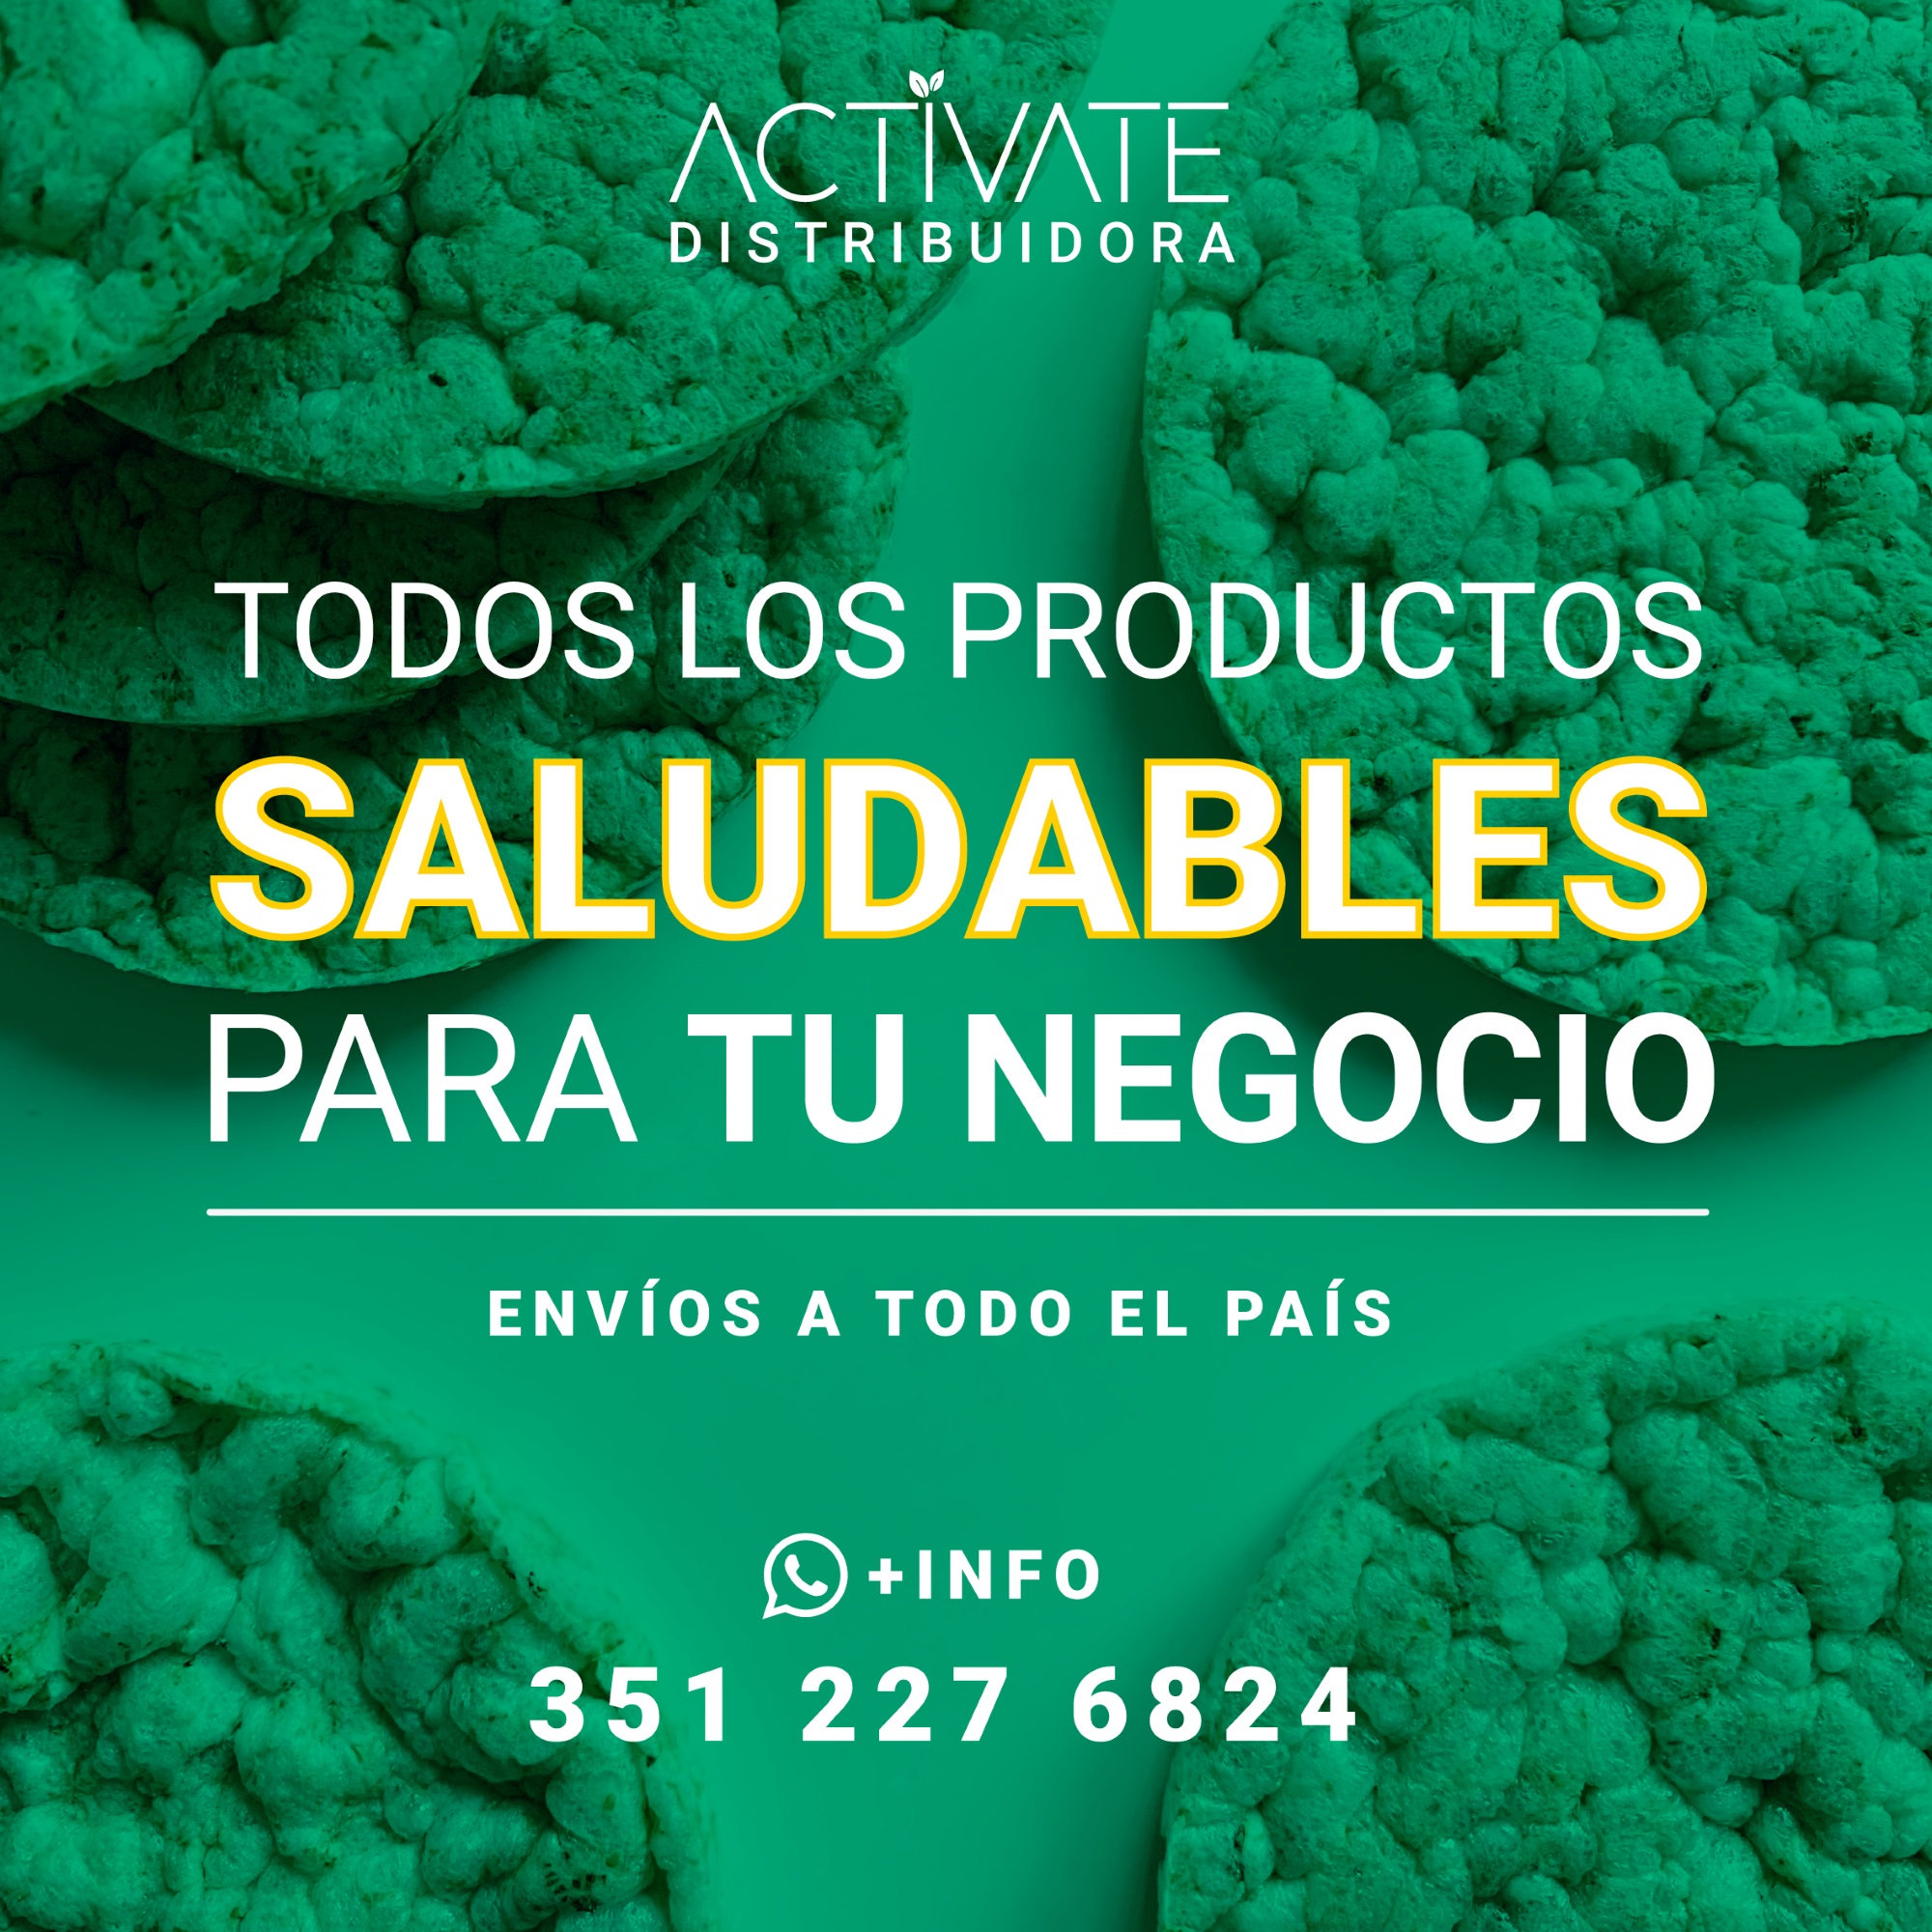 ACTIVATE
DISTRIBUIDORA
TODOS LOS PRODUCTOS
SALUDABLES
PARA TU NEGOCIO
ENVÍOS A TODO EL PAÍS
+INFO
351 227 6824